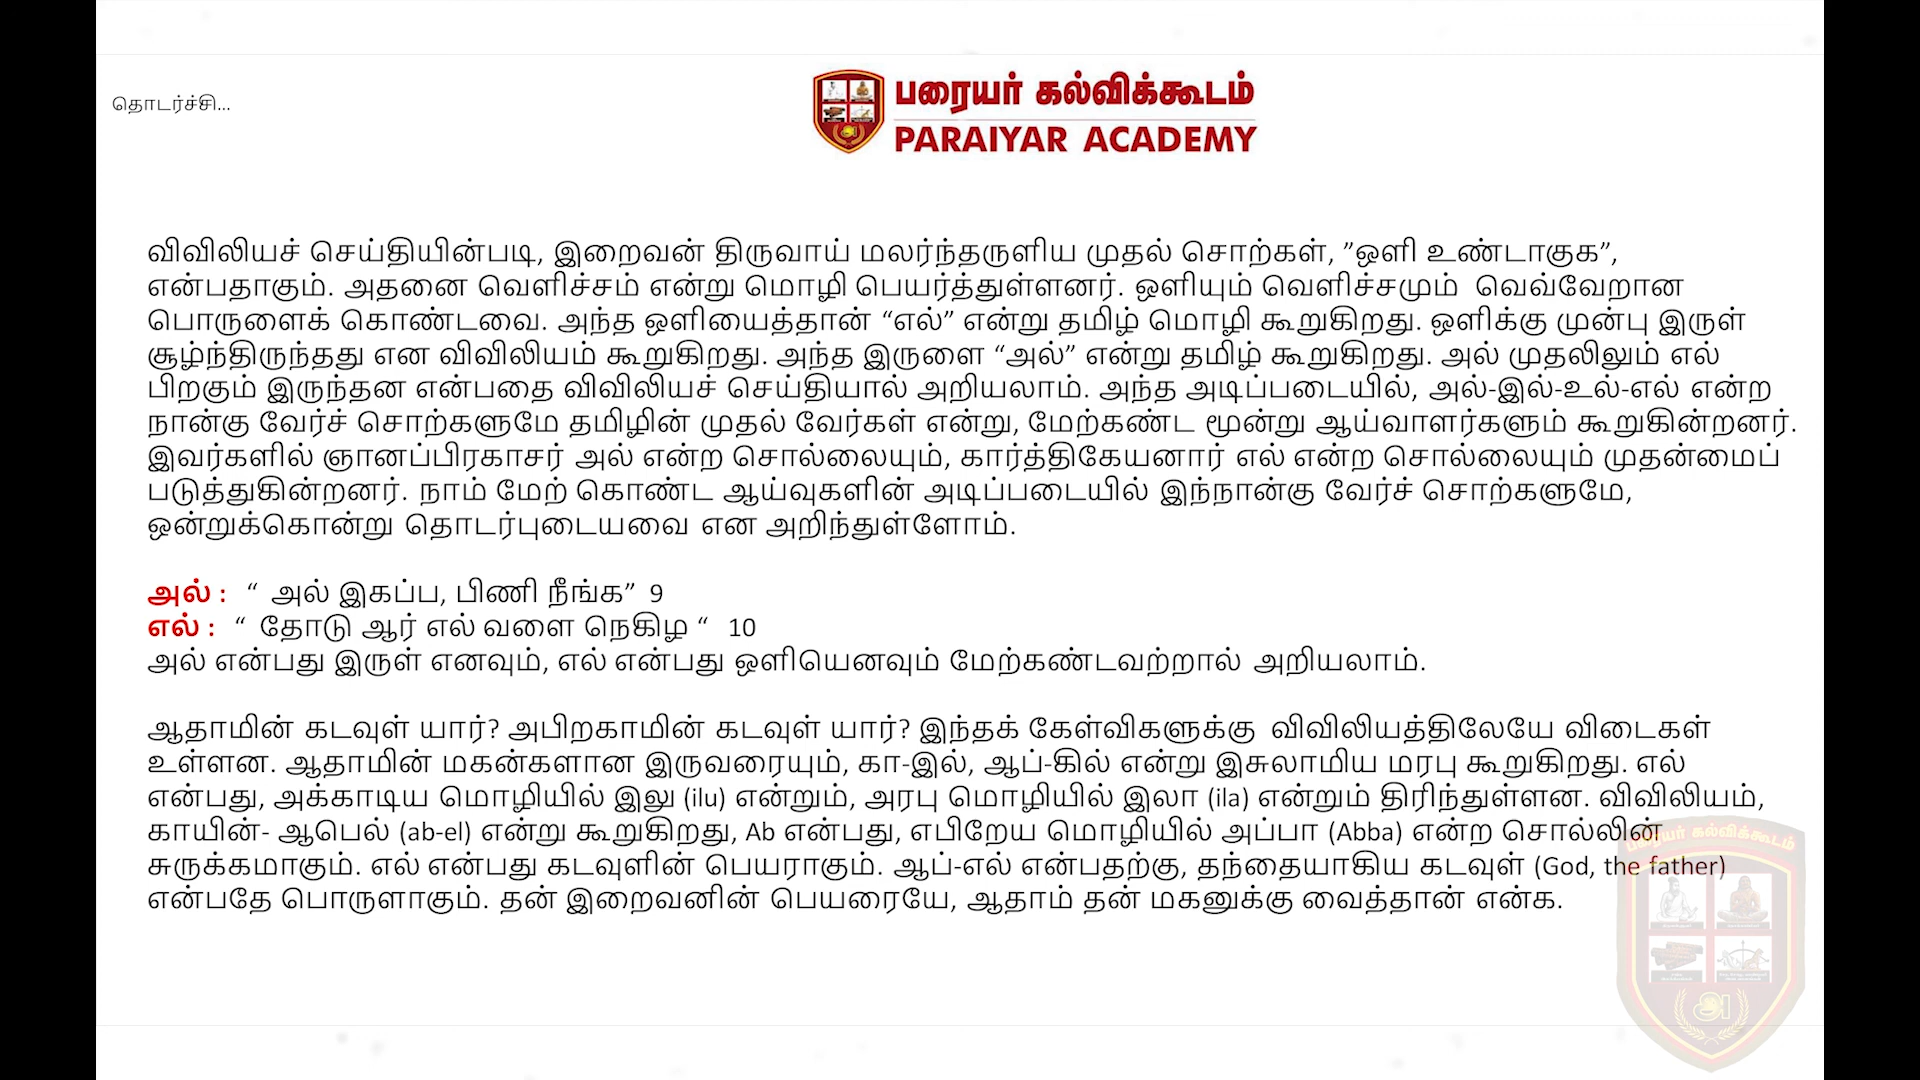 தொடர்ச்சி...
பரையர் கல்விக்கூடம்
PARAIYAR ACADEMY
விவிலியச் செய்தியின்படி, இறைவன் திருவாய் மலர்ந்தருளிய முதல் சொற்கள், ”ஒளி உண்டாகுக”,
என்பதாகும். அதனை வெளிச்சம் என்று மொழி பெயர்த்துள்ளனர். ஒளியும் வெளிச்சமும் வெவ்வேறான
பொருளைக் கொண்டவை. அந்த ஒளியைத்தான் “எல்” என்று தமிழ் மொழி கூறுகிறது. ஒளிக்கு முன்பு இருள்
சூழ்ந்திருந்தது என விவிலியம் கூறுகிறது. அந்த இருளை “அல்” என்று தமிழ் கூறுகிறது. அல் முதலிலும் எல்
பிறகும் இருந்தன என்பதை விவிலியச் செய்தியால் அறியலாம். அந்த அடிப்படையில், அல்-இல்-உல்-எல் என்ற
நான்கு வேர்ச் சொற்களுமே தமிழின் முதல் வேர்கள் என்று, மேற்கண்ட மூன்று ஆய்வாளர்களும் கூறுகின்றனர்.
இவர்களில் ஞானப்பிரகாசர் அல் என்ற சொல்லையும், கார்த்திகேயனார் எல் என்ற சொல்லையும் முதன்மைப்
படுத்துகின்றனர். நாம் மேற் கொண்ட ஆய்வுகளின் அடிப்படையில் இந்நான்கு வேர்ச் சொற்களுமே,
ஒன்றுக்கொன்று தொடர்புடையவை என அறிந்துள்ளோம்.
அல் : “ அல் இகப்ப, பிணி நீங்க” 9
எல் : “ தோடு ஆர் எல் வளை நெகிழ “ 10
அல் என்பது இருள் எனவும், எல் என்பது ஒளியெனவும் மேற்கண்டவற்றால் அறியலாம்.
ஆதாமின் கடவுள் யார்? அபிறகாமின் கடவுள் யார்? இந்தக் கேள்விகளுக்கு விவிலியத்திலேயே விடைகள்
உள்ளன. ஆதாமின் மகன்களான இருவரையும், கா-இல், ஆப்-கில் என்று இசுலாமிய மரபு கூறுகிறது. எல்
என்பது, அக்காடிய மொழியில் இலு (ilu) என்றும், அரபு மொழியில் இலா (ila) என்றும் திரிந்துள்ளன. விவிலியம்,
காயின்- ஆபெல் (ab-el) என்று கூறுகிறது, Ab என்பது, எபிறேய மொழியில் அப்பா (Abba) என்ற சொல்லின்
சுருக்கமாகும். எல் என்பது கடவுளின் பெயராகும். ஆப்-எல் என்பதற்கு, தந்தையாகிய கடவுள் (God, the father)
என்பதே பொருளாகும். தன் இறைவனின் பெயரையே, ஆதாம் தன் மகனுக்கு வைத்தான் என்க.
பரையர் கல்விக்கூடம்
அ